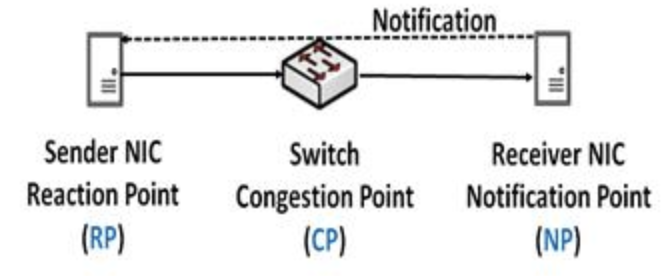 Notification
Sender NIC
Reaction Point
(RP)
Switch
Congestion Point
(CP)
Receiver NIC
Notification Point
(NP)